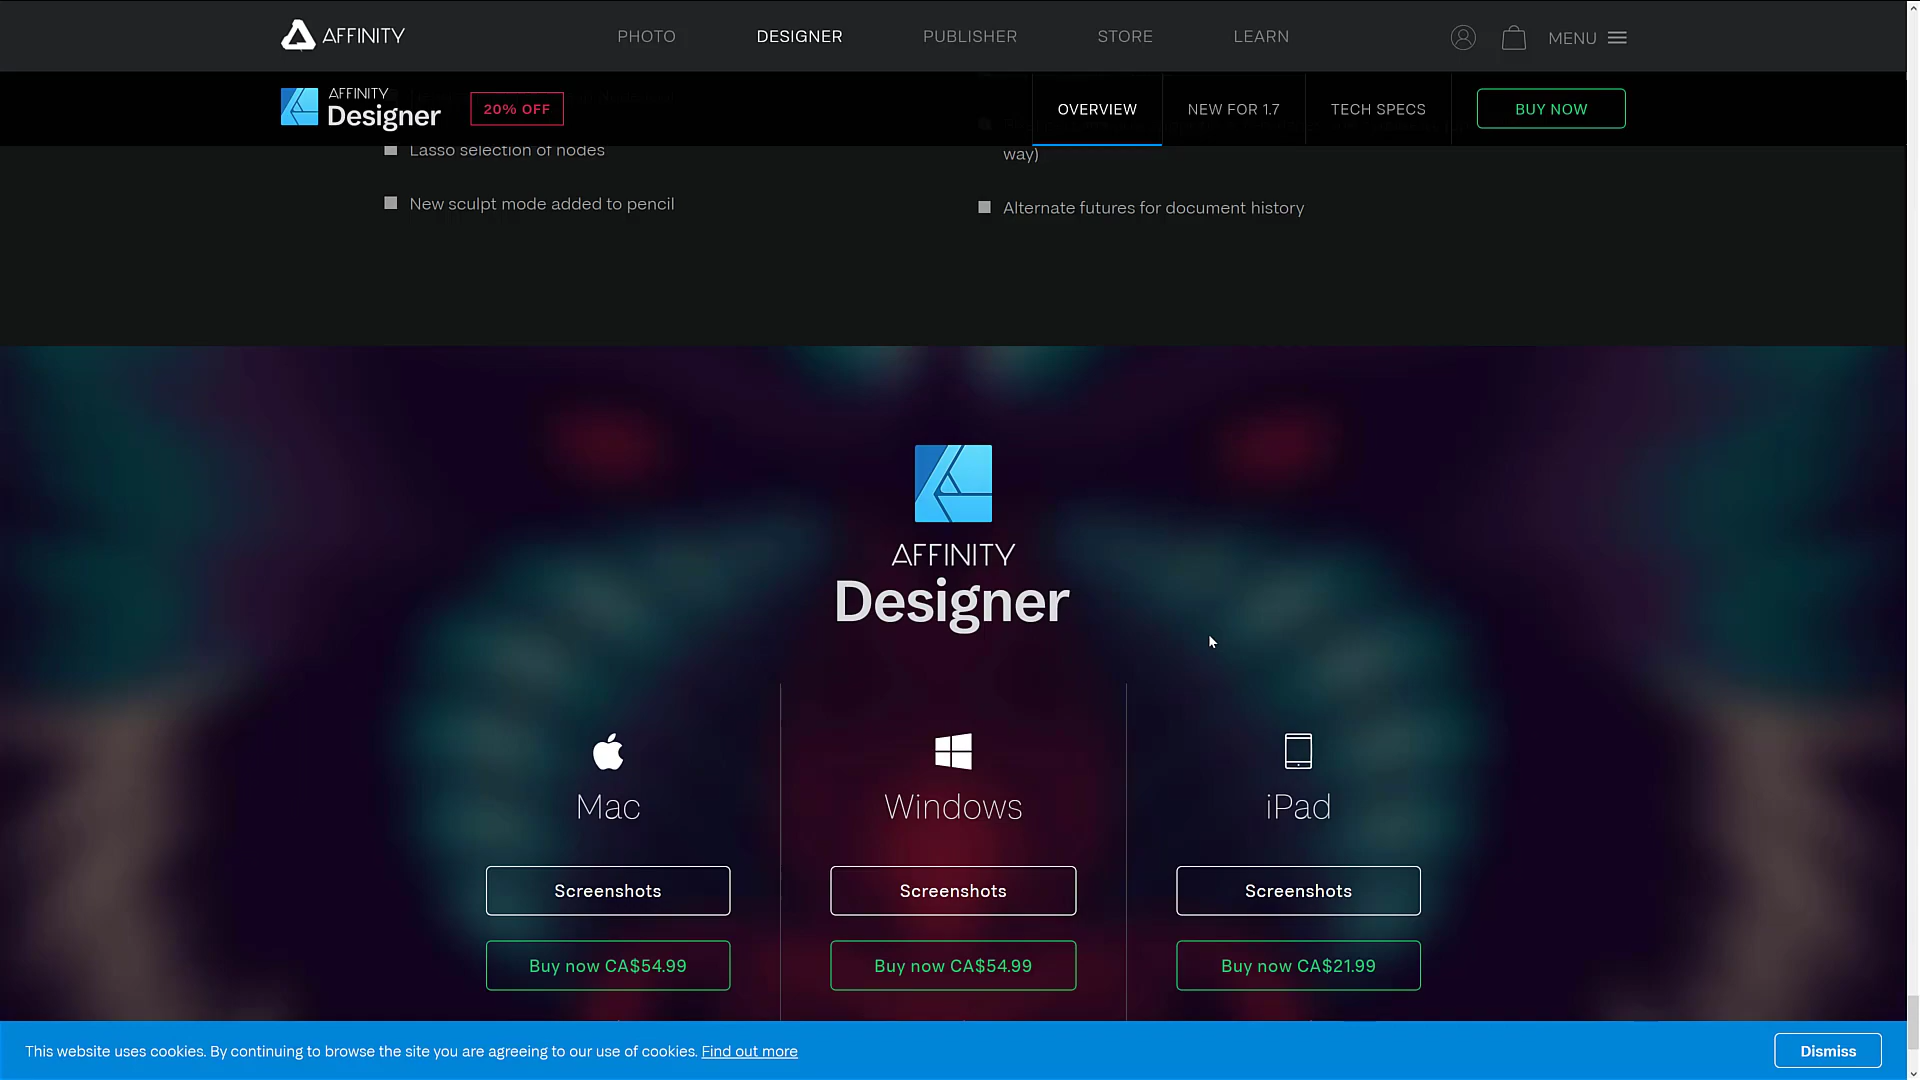 AFFINITY
PHOTO
DESIGNER
PUBLISHER
STORE
LEARN
MENU
AFFINITY
Designer
20% OFF
OVERVIEW
NEW FOR 1.7
TECH SPECS
BUY NOW
Lasso selection of nodes
way)
New sculpt mode added to pencil
Alternate futures for document history
AFFINITY
Designer
Mac
Windows
iPad
Screenshots
Screenshots
Screenshots
Buy now CA$54.99
Buy now CA$54.99
Buy now CA$21.99
This website uses cookies. By continuing to browse the site you are agreeing to our use of cookies. Find out more
Dismiss